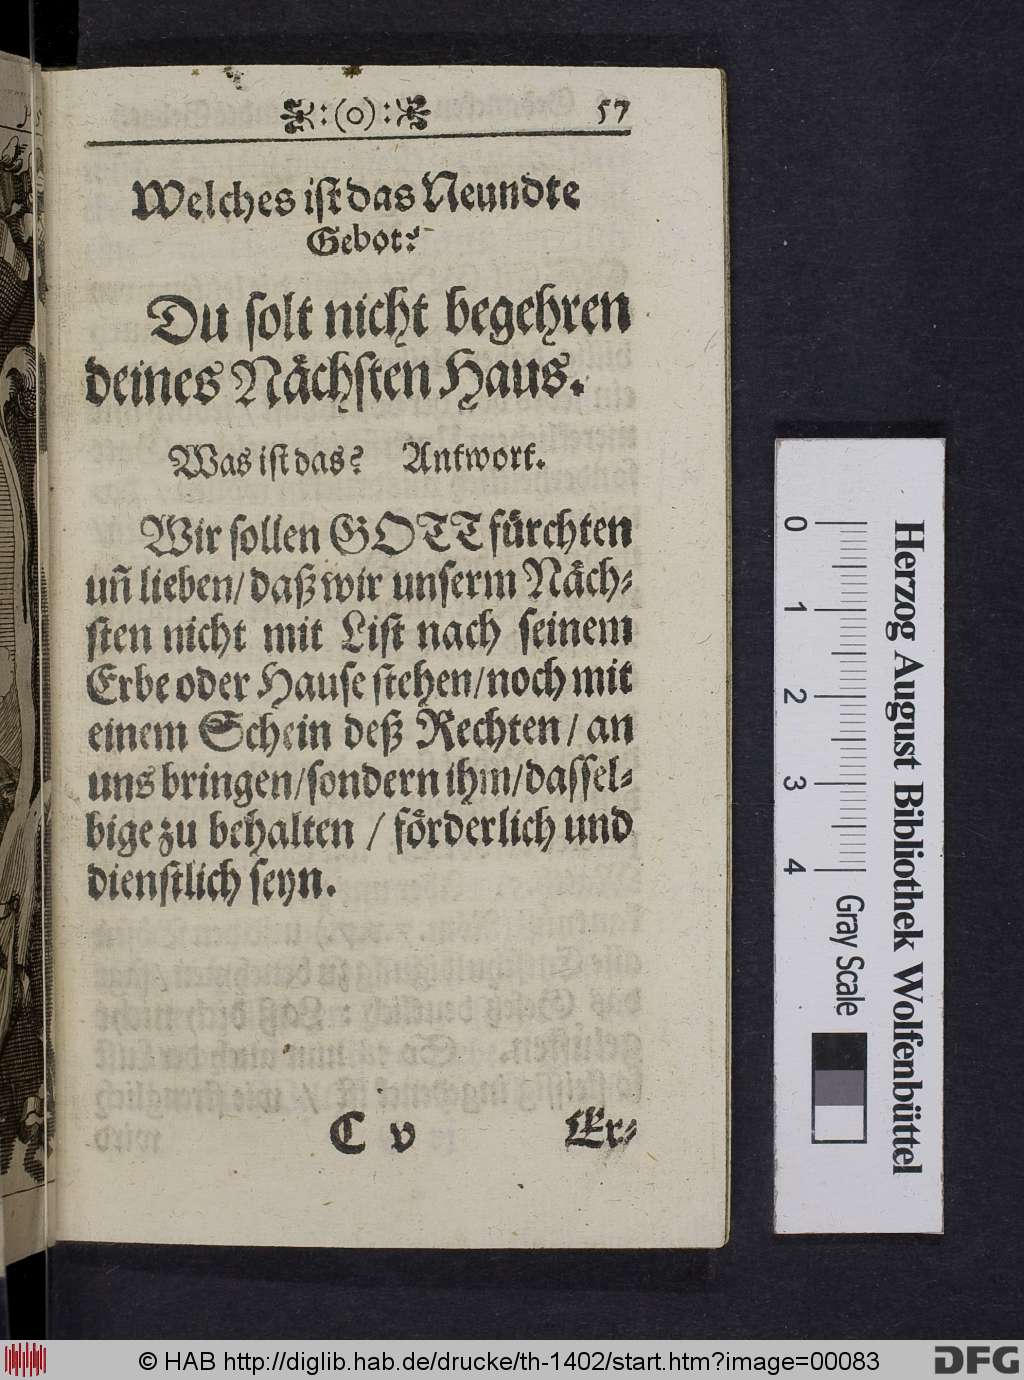 :(o): 57
Welches ist das Neundte
Gebot?
Du solt nicht begehren
deines Nächsten Haus.
Was ist das? Antwort.
Wir sollen GOTT fürchten
uñ lieben/daß wir unserm Näch-
sten nicht mit List nach seinem
Erbe oder Hause stehen/noch mit
einem Schein deß Rechten/an
uns bringen/sondern ihm/dassel-
bige zu behalten/förderlich und
dienstlich seyn.
C v Er-
Herzog August Bibliothek Wolfenbüttel
0 1 2 3 4 Gray Scale
© HAB http://diglib.hab.de/drucke/th-1402/start.htm?image=00083
DFG